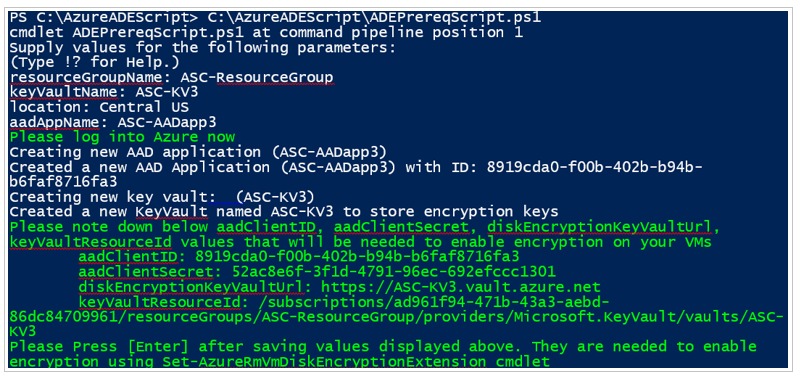 PS C:\AzureADEScript> C:\AzureADEScript\ADEPrereqScript.ps1
cmdlet ADEPrereqScript.ps1 at command pipeline position 1
Supply values for the following parameters:
(Type !? for Help.)
resourceGroupName: ASC-ResourceGroup
keyVaultName: ASC-KV3
location: Central US
aadAppName: ASC-AADapp3
Please log into Azure now
Creating new AAD application (ASC-AADapp3)
Created a new AAD Application (ASC-AADapp3) with ID: 8919cda0-f00b-402b-b94b-
b6faf8716fa3
Creating new key vault:  (ASC-KV3)
Created a new KeyVault named ASC-KV3 to store encryption keys
Please note down below aadClientID, aadClientSecret, diskEncryptionKeyVaultUrl,
keyVaultResourceId values that will be needed to enable encryption on your VMs
aadClientID: 8919cda0-f00b-402b-b94b-b6faf8716fa3
aadClientSecret: 52ac8e6f-3f1d-4791-96ec-692efccc1301
diskEncryptionKeyVaultUrl: https://ASC-KV3.vault.azure.net
keyVaultResourceId: /subscriptions/ad961f94-471b-43a3-aebd-
86dc84709961/resourceGroups/ASC-ResourceGroup/providers/Microsoft.KeyVault/vaults/ASC-
KV3
Please Press [Enter] after saving values displayed above. They are needed to enable
encryption using Set-AzureRmVmDiskEncryptionExtension cmdlet